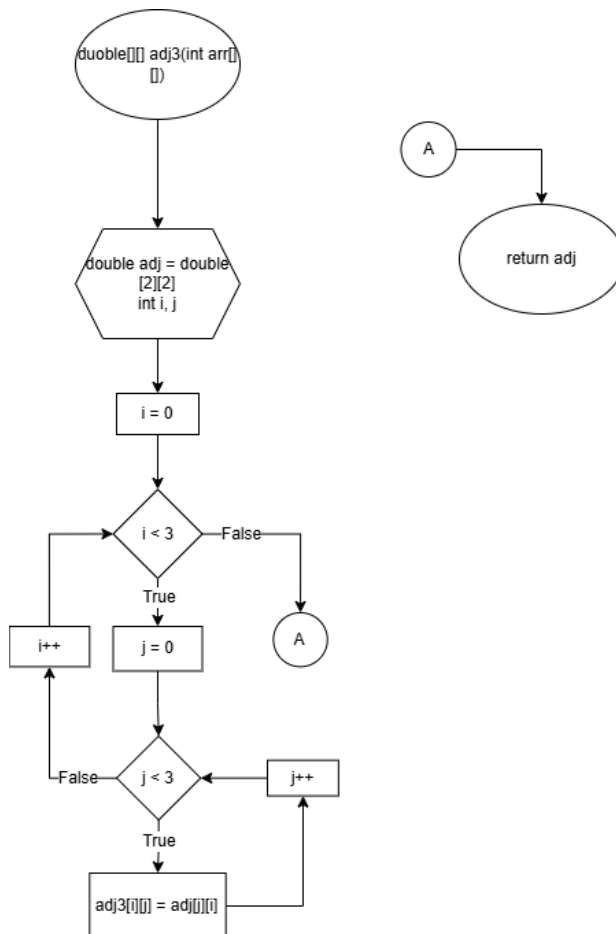 duoble[][] adj3(int arr[]
[])
A
return adj
double adj = double
[2][2]
int i, j
i = 0
i < 3
False
True
A
i++
j = 0
j < 3
False
j++
True
adj3[i][j] = adj[j][i]